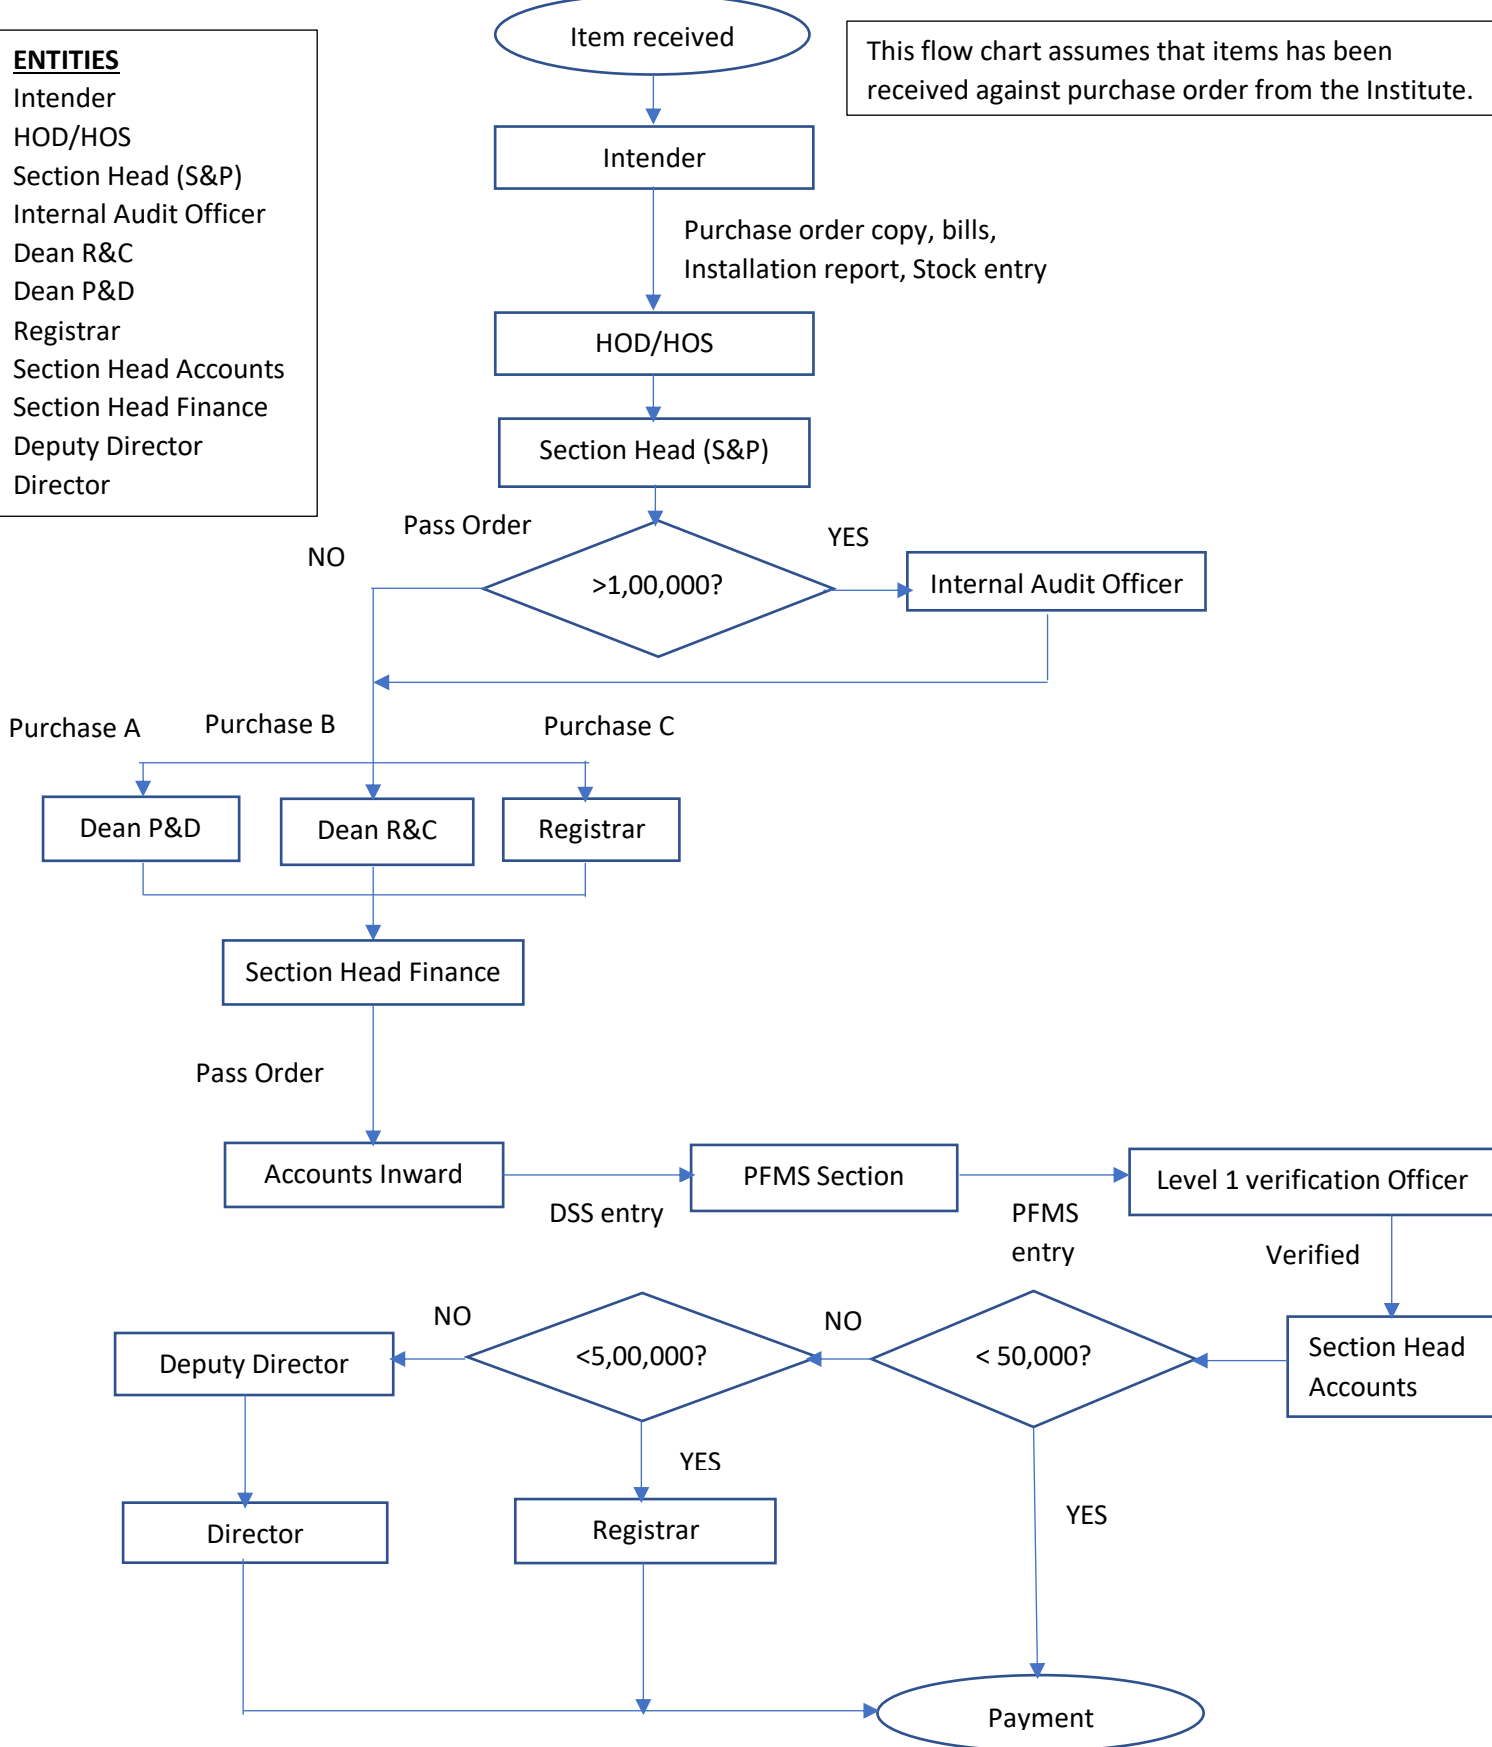 Item received
This flow chart assumes that items has been
received against purchase order from the Institute.
ENTITIES
Intender
HOD/HOS
Section Head (S&P)
Internal Audit Officer
Dean R&C
Dean P&D
Registrar
Section Head Accounts
Section Head Finance
Deputy Director
Director
Intender
Purchase order copy, bills,
Installation report, Stock entry
HOD/HOS
Section Head (S&P)
Pass Order
YES
NO
>1,00,000?
Internal Audit Officer
Purchase A
Purchase B
Purchase C
Dean P&D
Dean R&C
Registrar
Section Head Finance
Pass Order
Accounts Inward
DSS entry
PFMS Section
PFMS
entry
Level 1 verification Officer
Verified
Section Head
Accounts
< 50,000?
NO
<5,00,000?
NO
Deputy Director
YES
YES
Director
Registrar
Payment